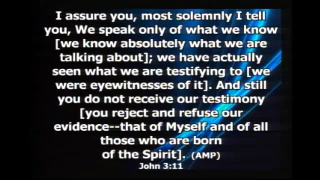 I assure you, most solemnly I tell
you, We speak only of what we know
[we know absolutely what we are
talking about]; we have actually
seen what we are testifying to [we
were eyewitnesses of it]. And still
you do not receive our testimony
[you reject and refuse our
evidence--that of Myself and of all
those who are born
of the Spirit]. (AMP)
John 3:11